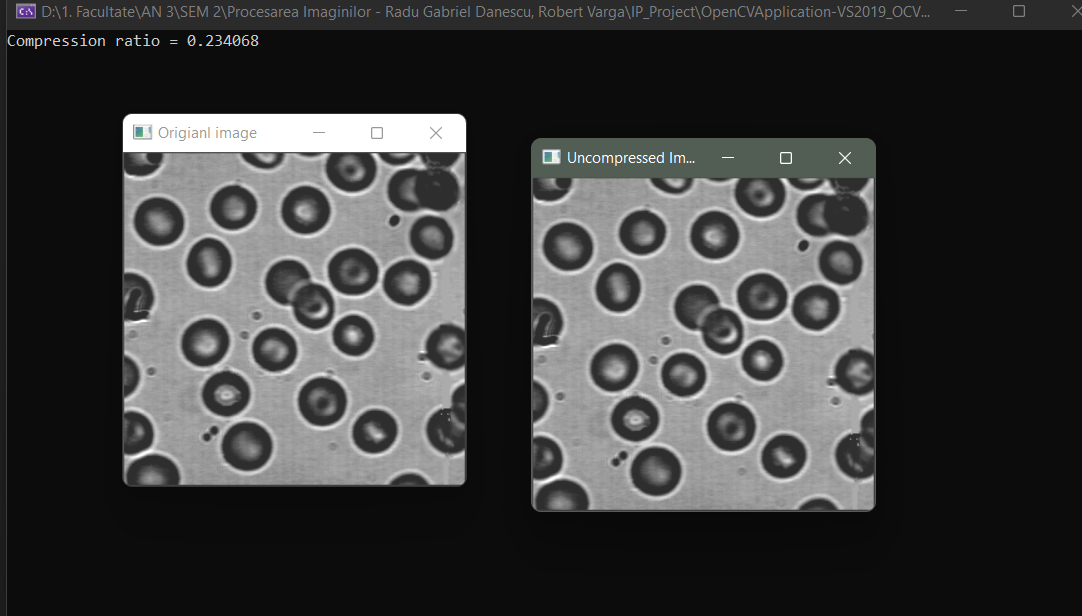 D:\1. Facultate\AN 3\SEM 2\Procesarea Imaginilor - Radu Gabriel Danescu, Robert Varga\IP_Project\OpenCVApplication-VS2019_OCV...
Compression ratio = 0.234068
Origianl image
Uncompressed Im...